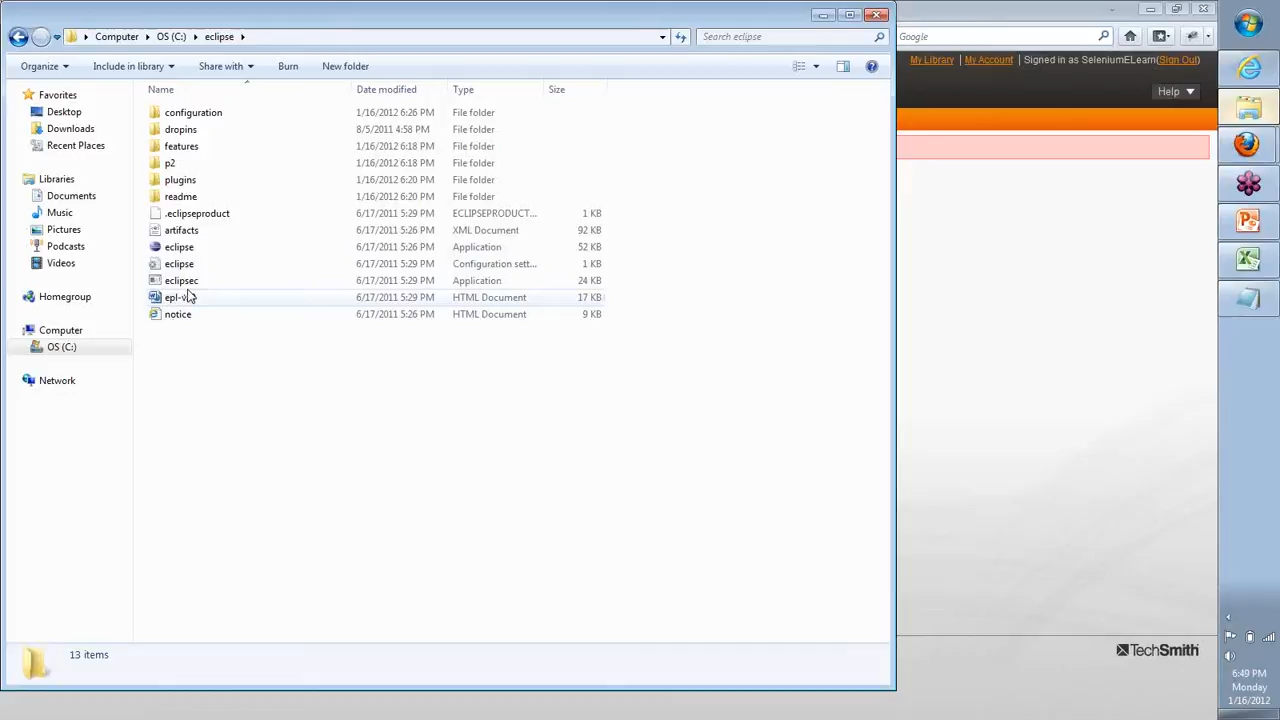 Computer
OS (C:)
eclipse
Search eclipse
Google
Organize
Include in library
Share with
Burn
New folder
My Library | My Account | Signed in as SeleniumELearn(Sign Out)
Help
Name
Date modified
Type
Size
Favorites
Desktop
Downloads
Recent Places
Libraries
Documents
Music
Pictures
Podcasts
Videos
Homegroup
Computer
OS (C:)
Network
configuration 1/16/2012 6:26 PM File folder
dropins 8/5/2011 4:58 PM File folder
features 1/16/2012 6:18 PM File folder
p2 1/16/2012 6:18 PM File folder
plugins 1/16/2012 6:20 PM File folder
readme 1/16/2012 6:20 PM File folder
.eclipseproduct 6/17/2011 5:29 PM ECLIPSEPRODUCT... 1 KB
artifacts 6/17/2011 5:26 PM XML Document 92 KB
eclipse 6/17/2011 5:29 PM Application 52 KB
eclipse 6/17/2011 5:29 PM Configuration sett... 1 KB
eclipsec 6/17/2011 5:29 PM Application 24 KB
6/17/2011 5:29 PM HTML Document 17 KB
notice 6/17/2011 5:26 PM HTML Document 9 KB
13 items
TechSmith
6:49 PM
Monday
1/16/2012